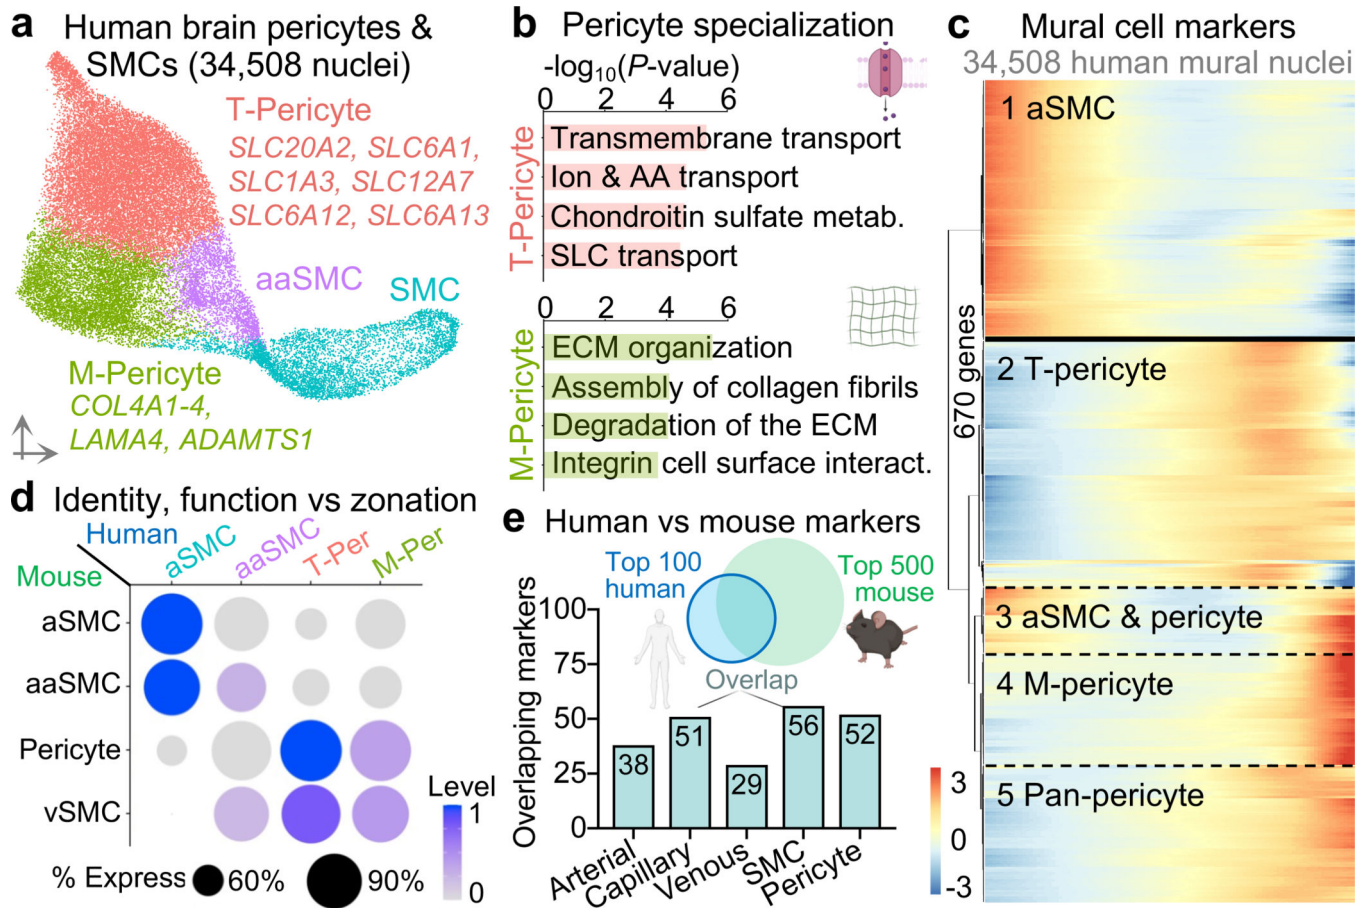 a Human brain pericytes &
SMCs (34,508 nuclei)
T-Pericyte
SLC20A2, SLC6A1,
SLC1A3, SLC12A7
SLC6A12, SLC6A13
aaSMC
SMC
M-Pericyte
COL4A1-4,
LAMA4, ADAMTS1
b Pericyte specialization
-log10(P-value)
0 2 4 6
T-Pericyte
Transmembrane transport
Ion & AA transport
Chondroitin sulfate metab.
SLC transport
0 2 4 6
M-Pericyte
ECM organization
Assembly of collagen fibrils
Degradation of the ECM
Integrin cell surface interact.
c Mural cell markers
34,508 human mural nuclei
670 genes
1 aSMC
2 T-pericyte
3 aSMC & pericyte
4 M-pericyte
5 Pan-pericyte
3
0
-3
d Identity, function vs zonation
Human
Mouse
aSMC
aaSMC
T-Per
M-Per
aSMC
aaSMC
Pericyte
vSMC
Level
1
0
% Express 60% 90%
e Human vs mouse markers
Top 100
human
Top 500
mouse
Overlap
Overlapping markers
100
75
50
25
0
38
51
29
56
52
Arterial
Capillary
Venous
SMC
Pericyte